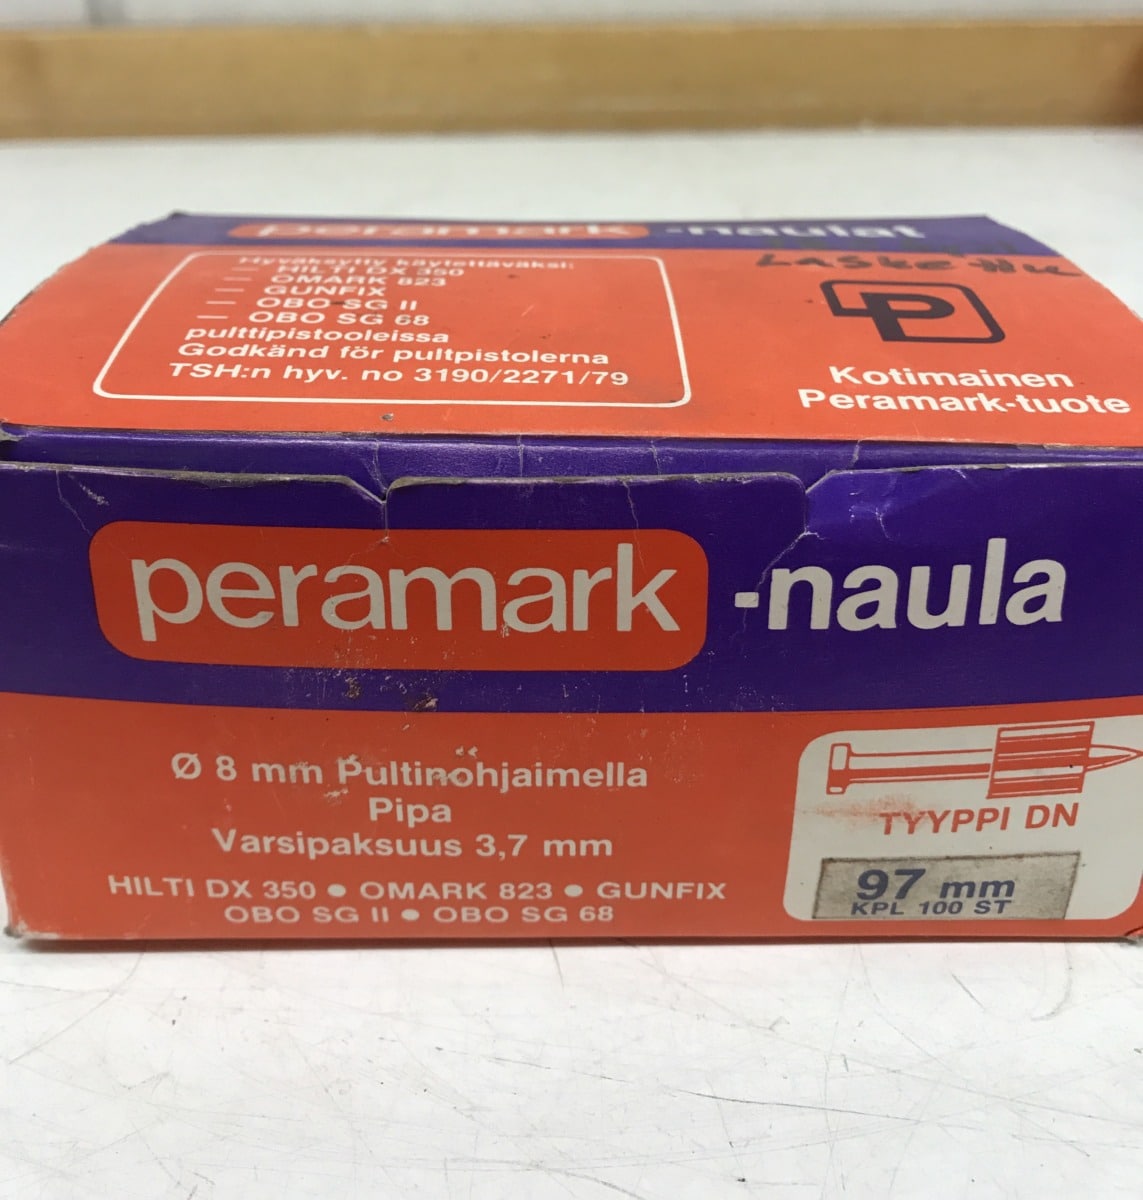 peramark -naulat
Hyväksytty käytettäväksi:
— " — HILTI DX 350
— " — OMARK 823
— " — GUNFIX
— " — OBO SG II
— " — OBO SG 68
pulttipistooleissa
Godkänd för pultpistolerna
TSH:n hyv. no 3190/2271/79
P
Kotimainen
Peramark-tuote
peramark -naula
Ø 8 mm Pultinohjaimella
Pipa
Varsipaksuus 3,7 mm
HILTI DX 350 ● OMARK 823 ● GUNFIX
OBO SG II ● OBO SG 68
TYYPPI DN
97 mm
KPL 100 ST